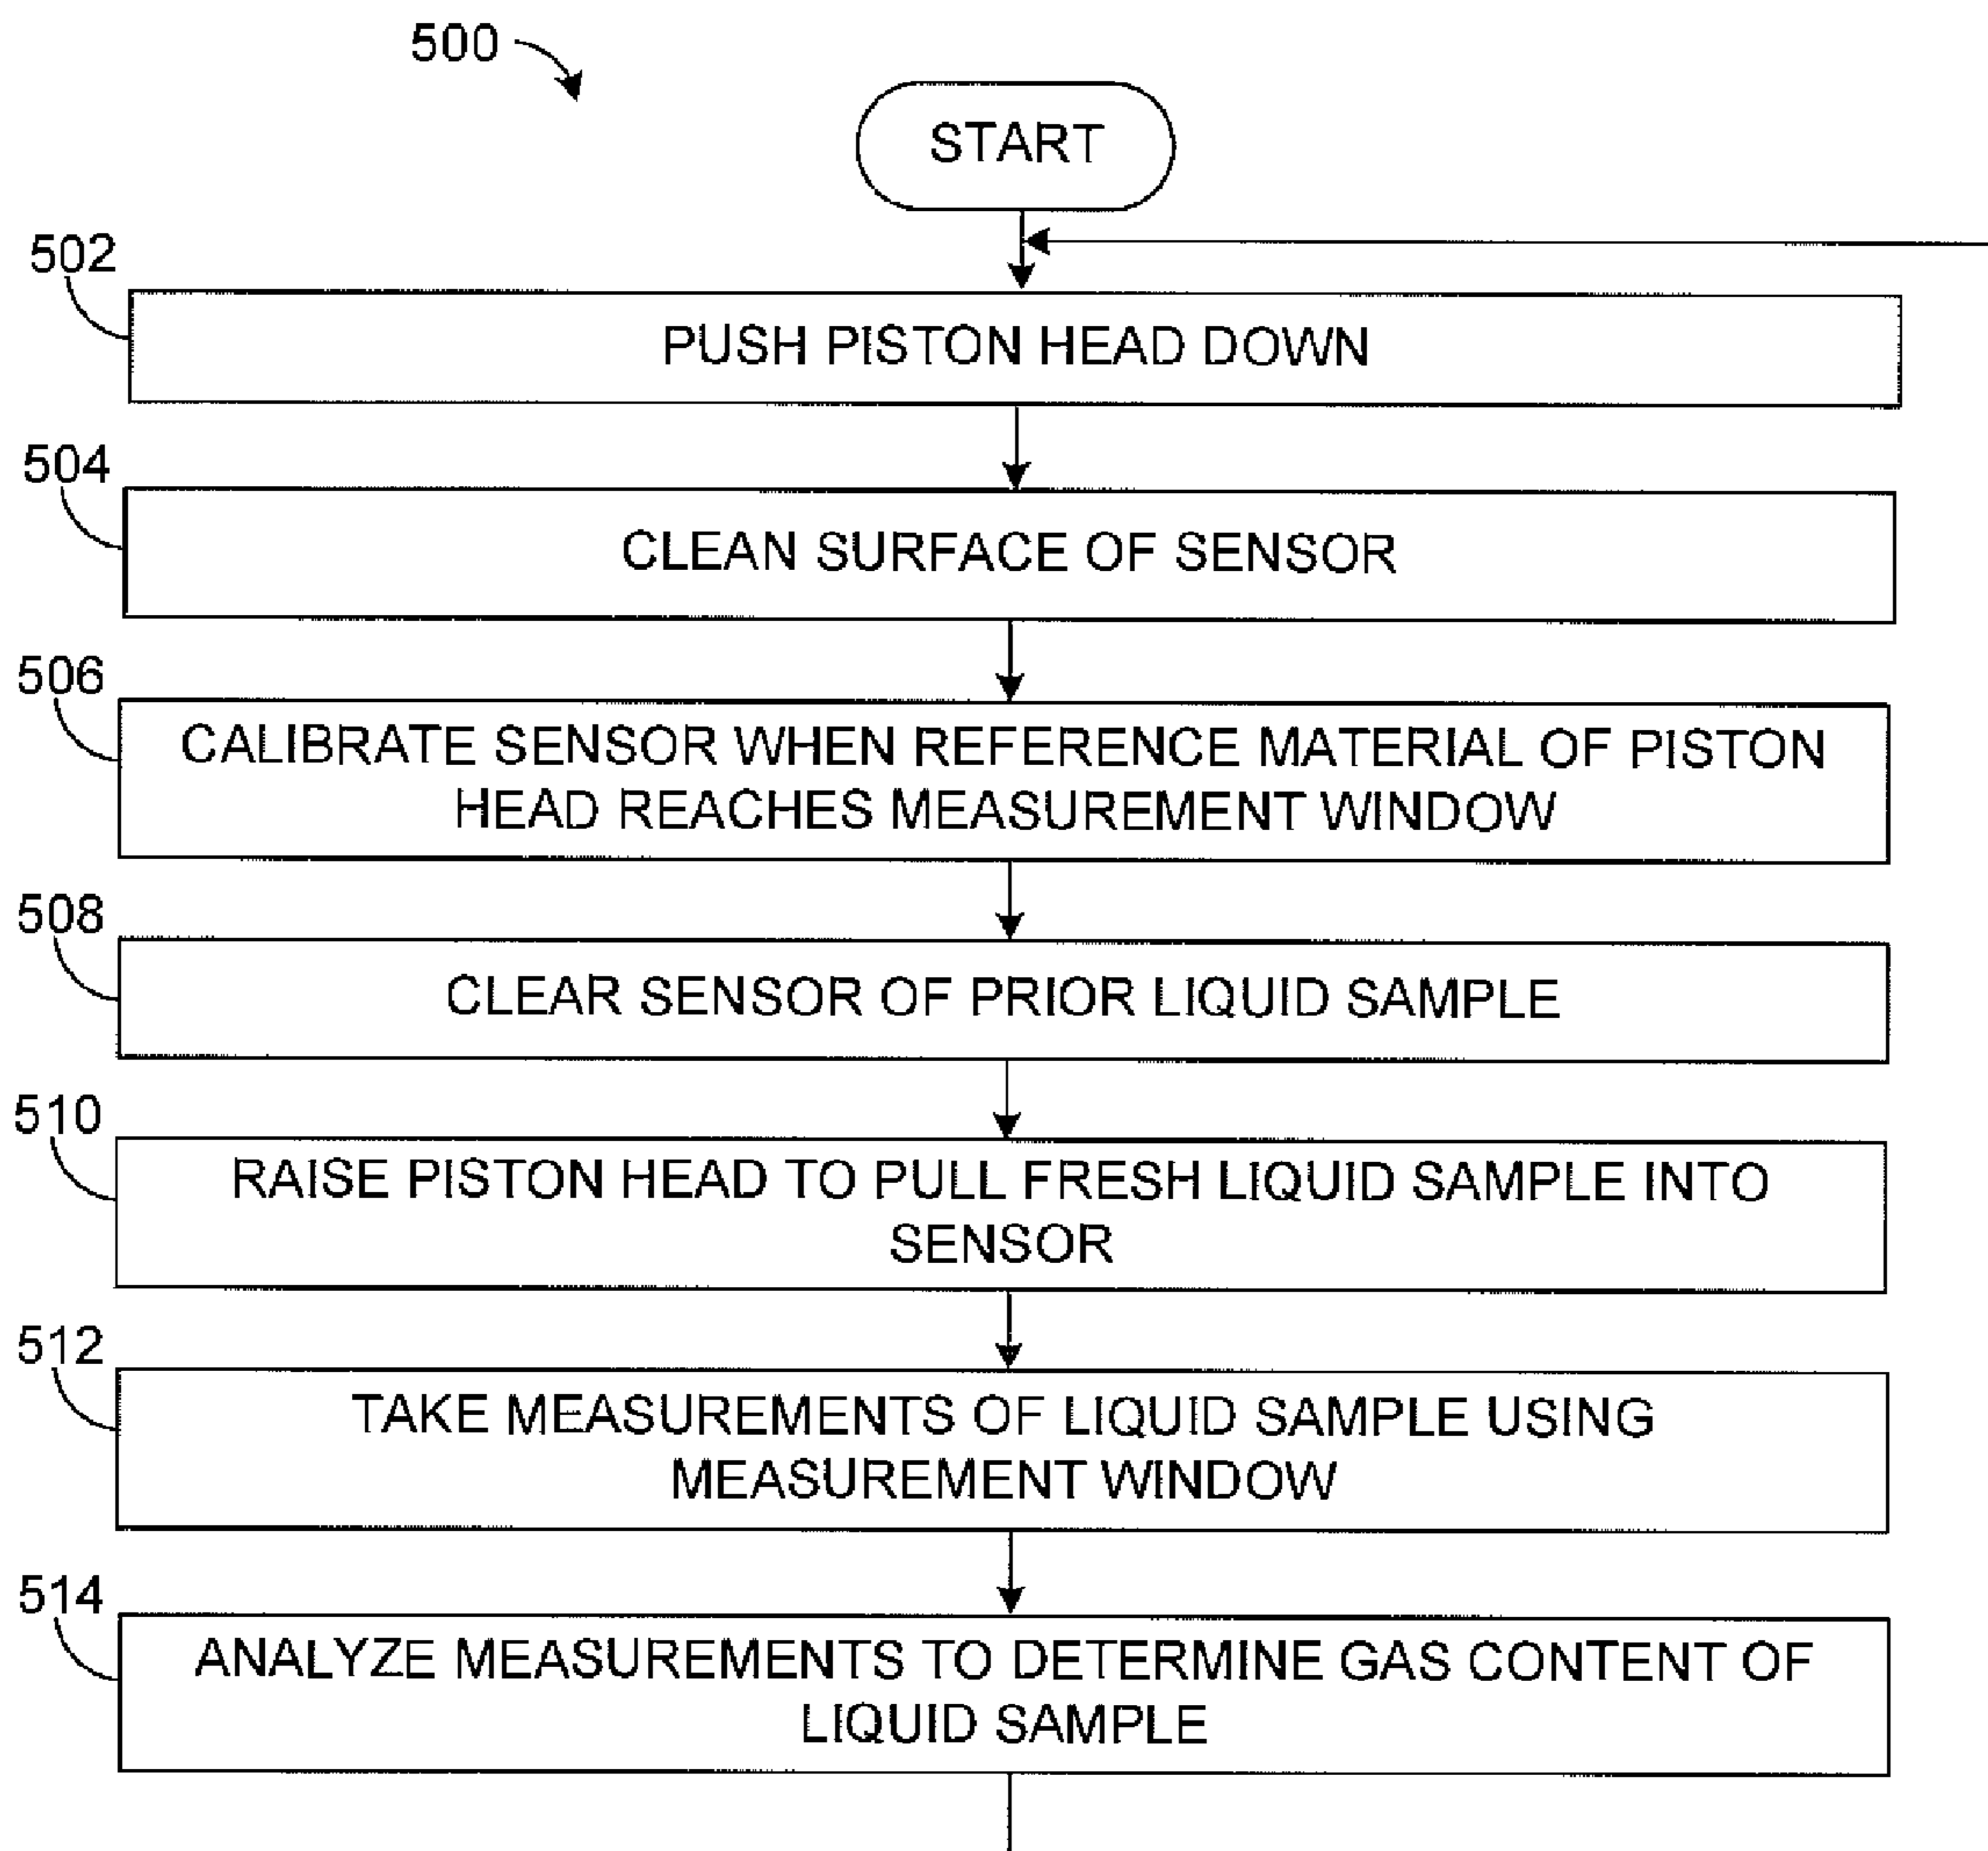 500
START
502
PUSH PISTON HEAD DOWN
504
CLEAN SURFACE OF SENSOR
506
CALIBRATE SENSOR WHEN REFERENCE MATERIAL OF PISTON
HEAD REACHES MEASUREMENT WINDOW
508
CLEAR SENSOR OF PRIOR LIQUID SAMPLE
510
RAISE PISTON HEAD TO PULL FRESH LIQUID SAMPLE INTO
SENSOR
512
TAKE MEASUREMENTS OF LIQUID SAMPLE USING
MEASUREMENT WINDOW
514
ANALYZE MEASUREMENTS TO DETERMINE GAS CONTENT OF
LIQUID SAMPLE